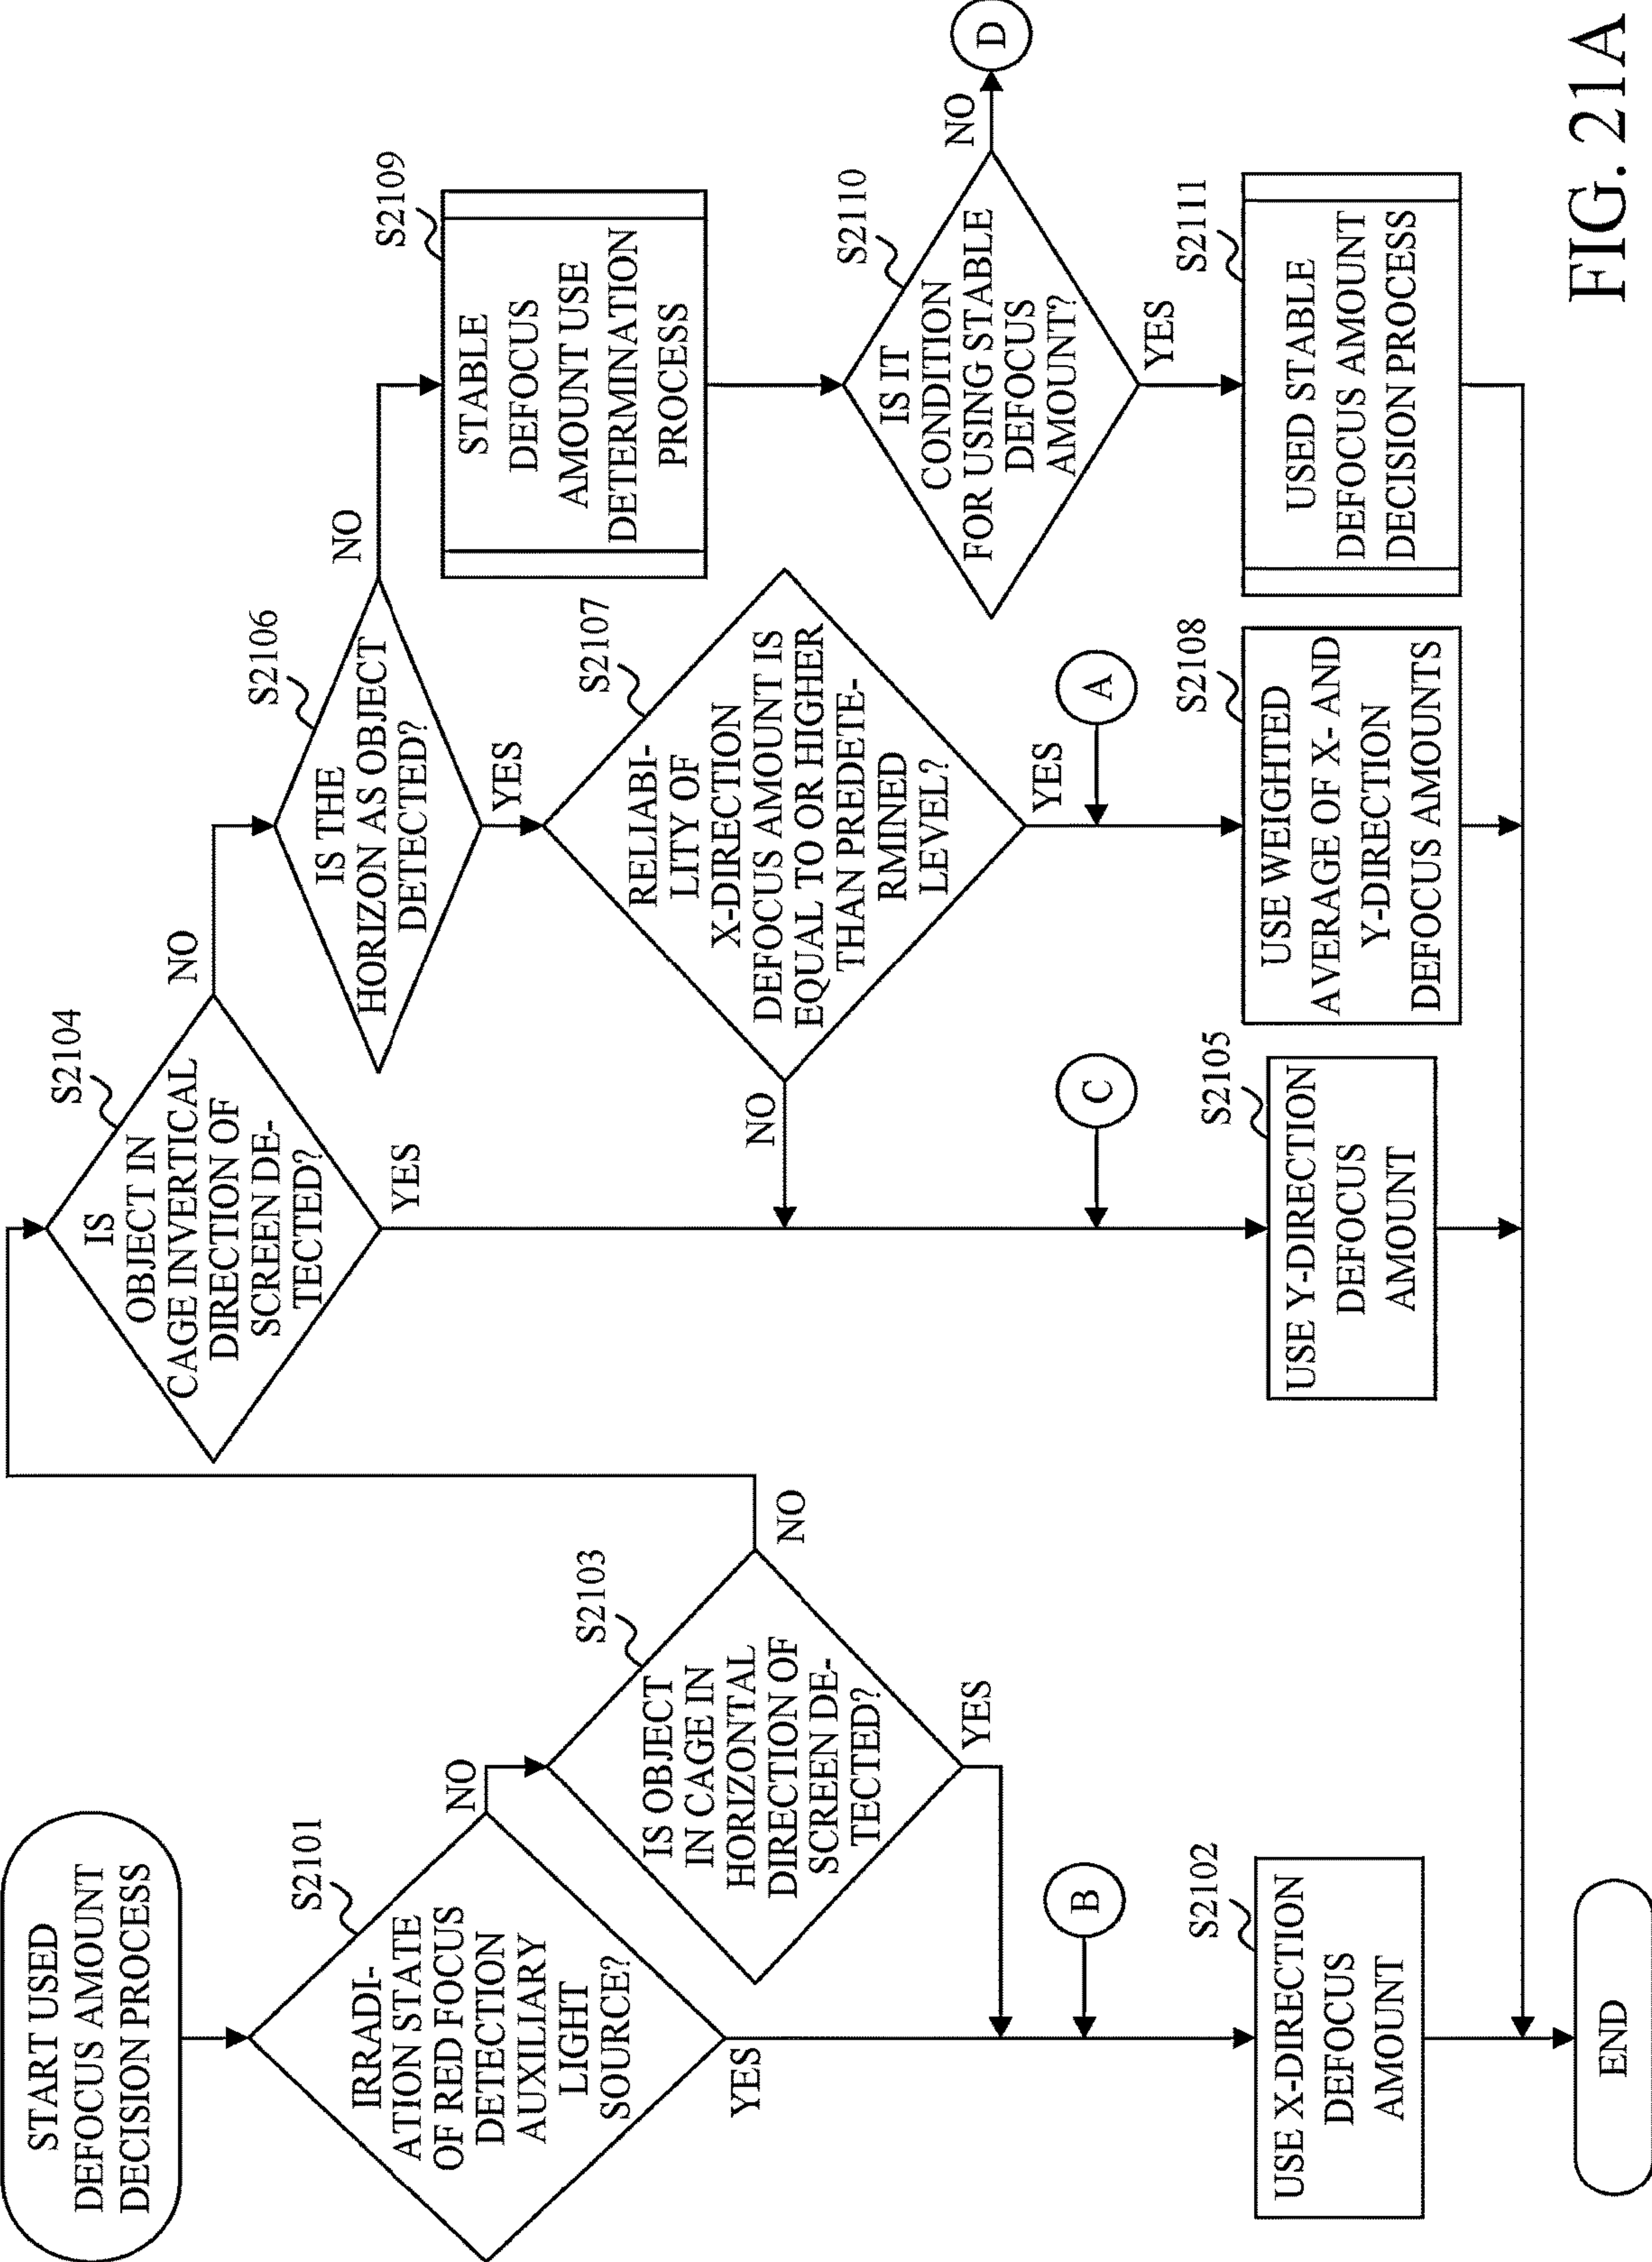 START USED
DEFOCUS AMOUNT
DECISION PROCESS
S2101
IRRADI-
ATION STATE
OF RED FOCUS
DETECTION
AUXILIARY
LIGHT
SOURCE?
NO
YES
S2103
IS OBJECT
IN CAGE IN
HORIZONTAL
DIRECTION OF
SCREEN DE-
TECTED?
NO
YES
B
S2102
USE X-DIRECTION
DEFOCUS
AMOUNT
END
S2104
IS
OBJECT IN
CAGE INVERTICAL
DIRECTION OF
SCREEN DE-
TECTED?
NO
YES
C
S2105
USE Y-DIRECTION
DEFOCUS
AMOUNT
S2106
IS THE
HORIZON AS OBJECT
DETECTED?
NO
YES
S2107
RELIABI-
LITY OF
X-DIRECTION
DEFOCUS AMOUNT IS
EQUAL TO OR HIGHER
THAN PREDETE-
RMINED
LEVEL?
NO
YES
A
S2108
USE WEIGHTED
AVERAGE OF X- AND
Y-DIRECTION
DEFOCUS AMOUNTS
S2109
STABLE
DEFOCUS
AMOUNT USE
DETERMINATION
PROCESS
S2110
IS IT
CONDITION
FOR USING STABLE
DEFOCUS
AMOUNT?
NO
D
YES
S2111
USED STABLE
DEFOCUS AMOUNT
DECISION PROCESS
FIG. 21A